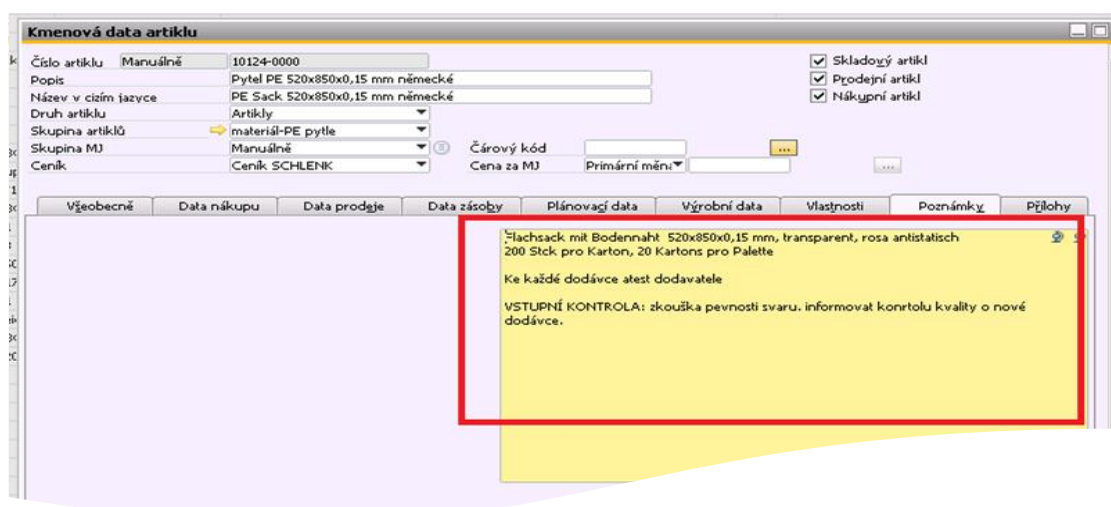 Kmenová data artiklu
Číslo artiklu Manuálně 10124-0000
Popis Pytel PE 520x850x0,15 mm německé
Název v cizím jazyce PE Sack 520x850x0,15 mm německé
Druh artiklu Artikly
Skupina artiklů materiál-PE pytle
Skupina MJ Manuálně Čárový kód ...
Ceník Ceník SCHLENK Cena za MJ Primární měn ...
Skladový artikl
Prodejní artikl
Nákupní artikl
Všeobecně Data nákupu Data prodeje Data zásoby Plánovací data Výrobní data Vlastnosti Poznámky Přílohy
Flachsack mit Bodennaht 520x850x0,15 mm, transparent, rosa antistatisch
200 Stck pro Karton, 20 Kartons pro Palette
Ke každé dodávce atest dodavatele
VSTUPNÍ KONTROLA: zkouška pevnosti svaru. informovat konrtolu kvality o nové
dodávce.